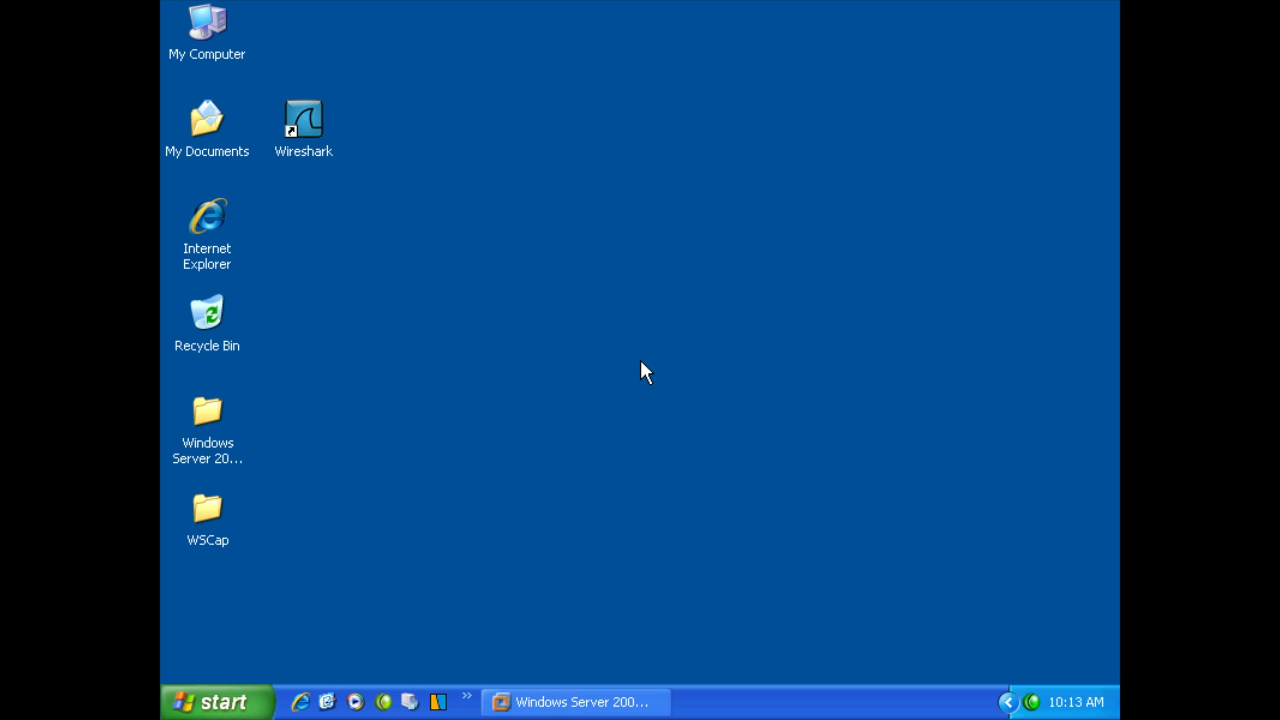 My Computer
My Documents
Wireshark
Internet
Explorer
Recycle Bin
Windows
Server 20...
WSCap
start
Windows Server 200...
10:13 AM